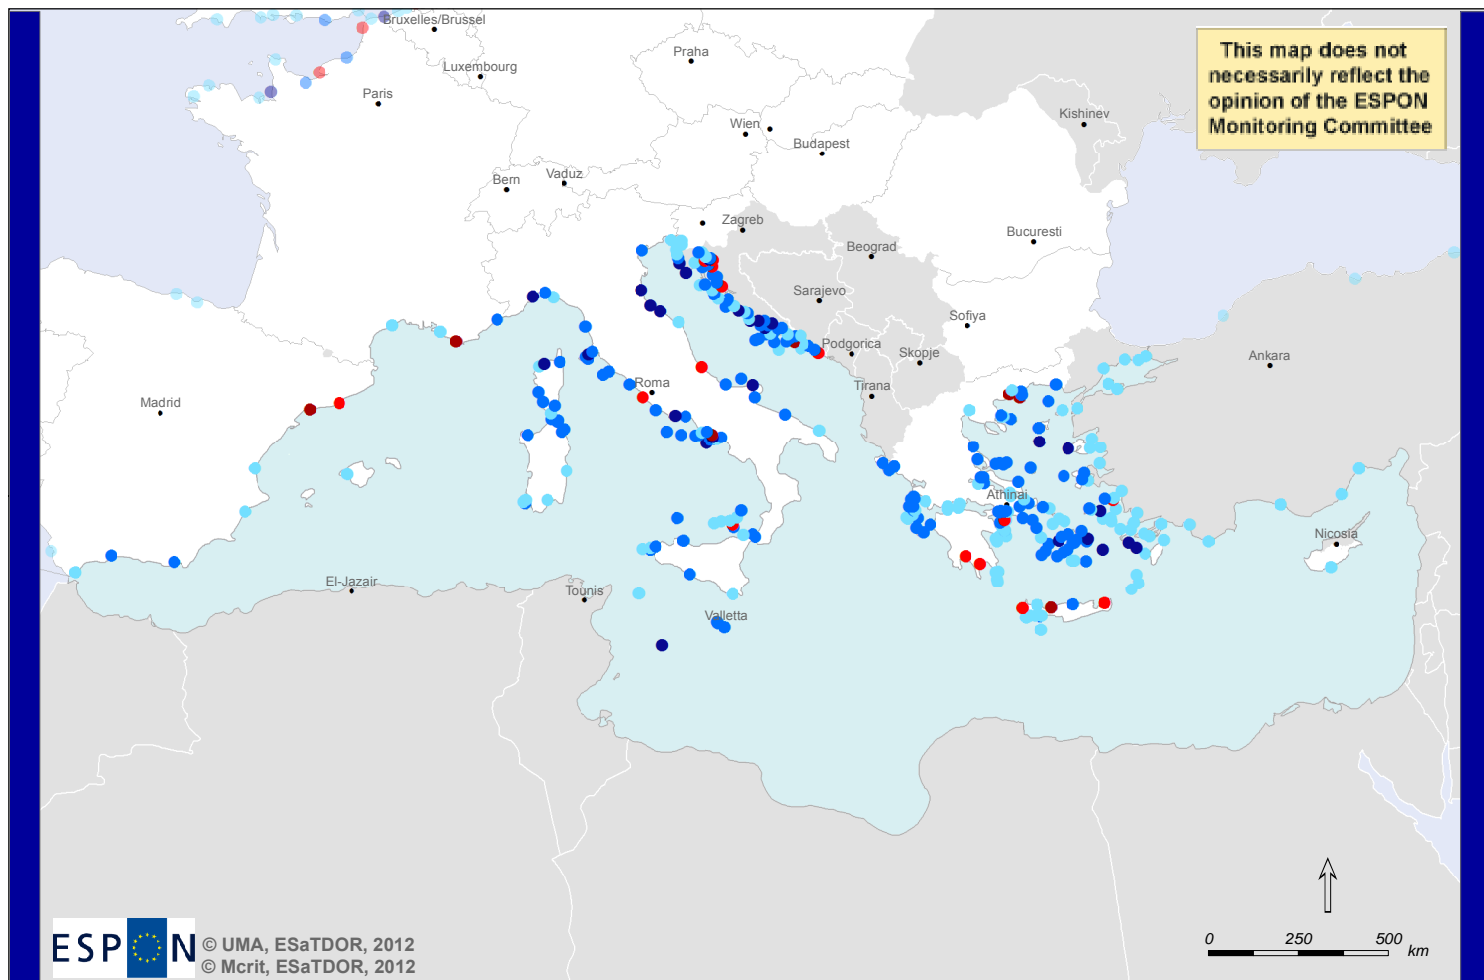 Bruxelles/Brussel
This map does not
necessarily reflect the
opinion of the ESPON
Monitoring Committee
Praha
Luxembourg
Paris
Kishinev
Wien
Budapest
Vaduz
Bern
Zagreb
Bucuresti
Beograd
Sarajevo
Sofiya
Podgorica
Skopje
Ankara
Tirana
Roma
Madrid
Athinai
Nicosia
El-Jazair
Tounis
Valletta
ESPON
© UMA, ESaTDOR, 2012
© Mcrit, ESaTDOR, 2012
0 250 500 km